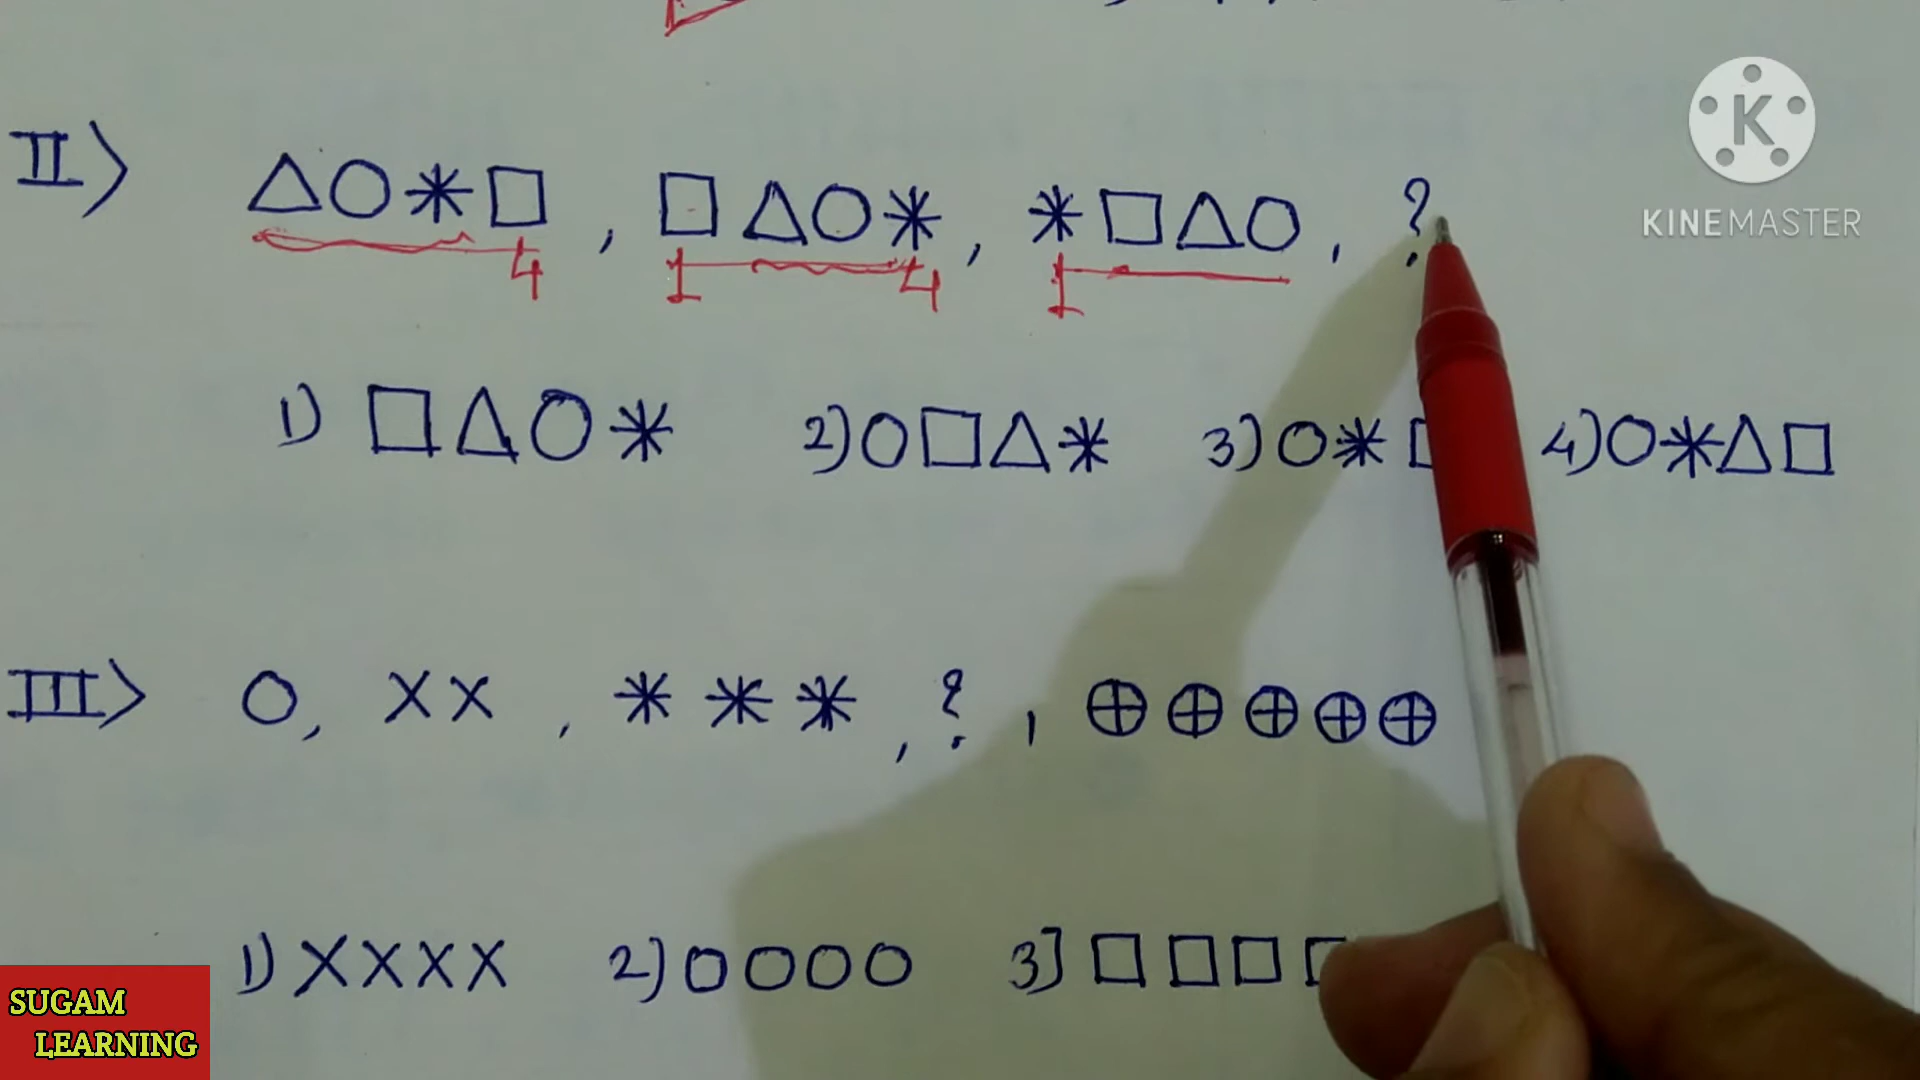 K
KINEMASTER
II> △○*□, □△○*, *□△○, ?
4 1 4 1
1) □△○* 2) ○□△* 3) ○* 4) ○*△□
III> ○, XX, ***, ?, ⊕⊕⊕⊕⊕
1) XXXX 2) ○○○○ 3] □□□
SUGAM
LEARNING